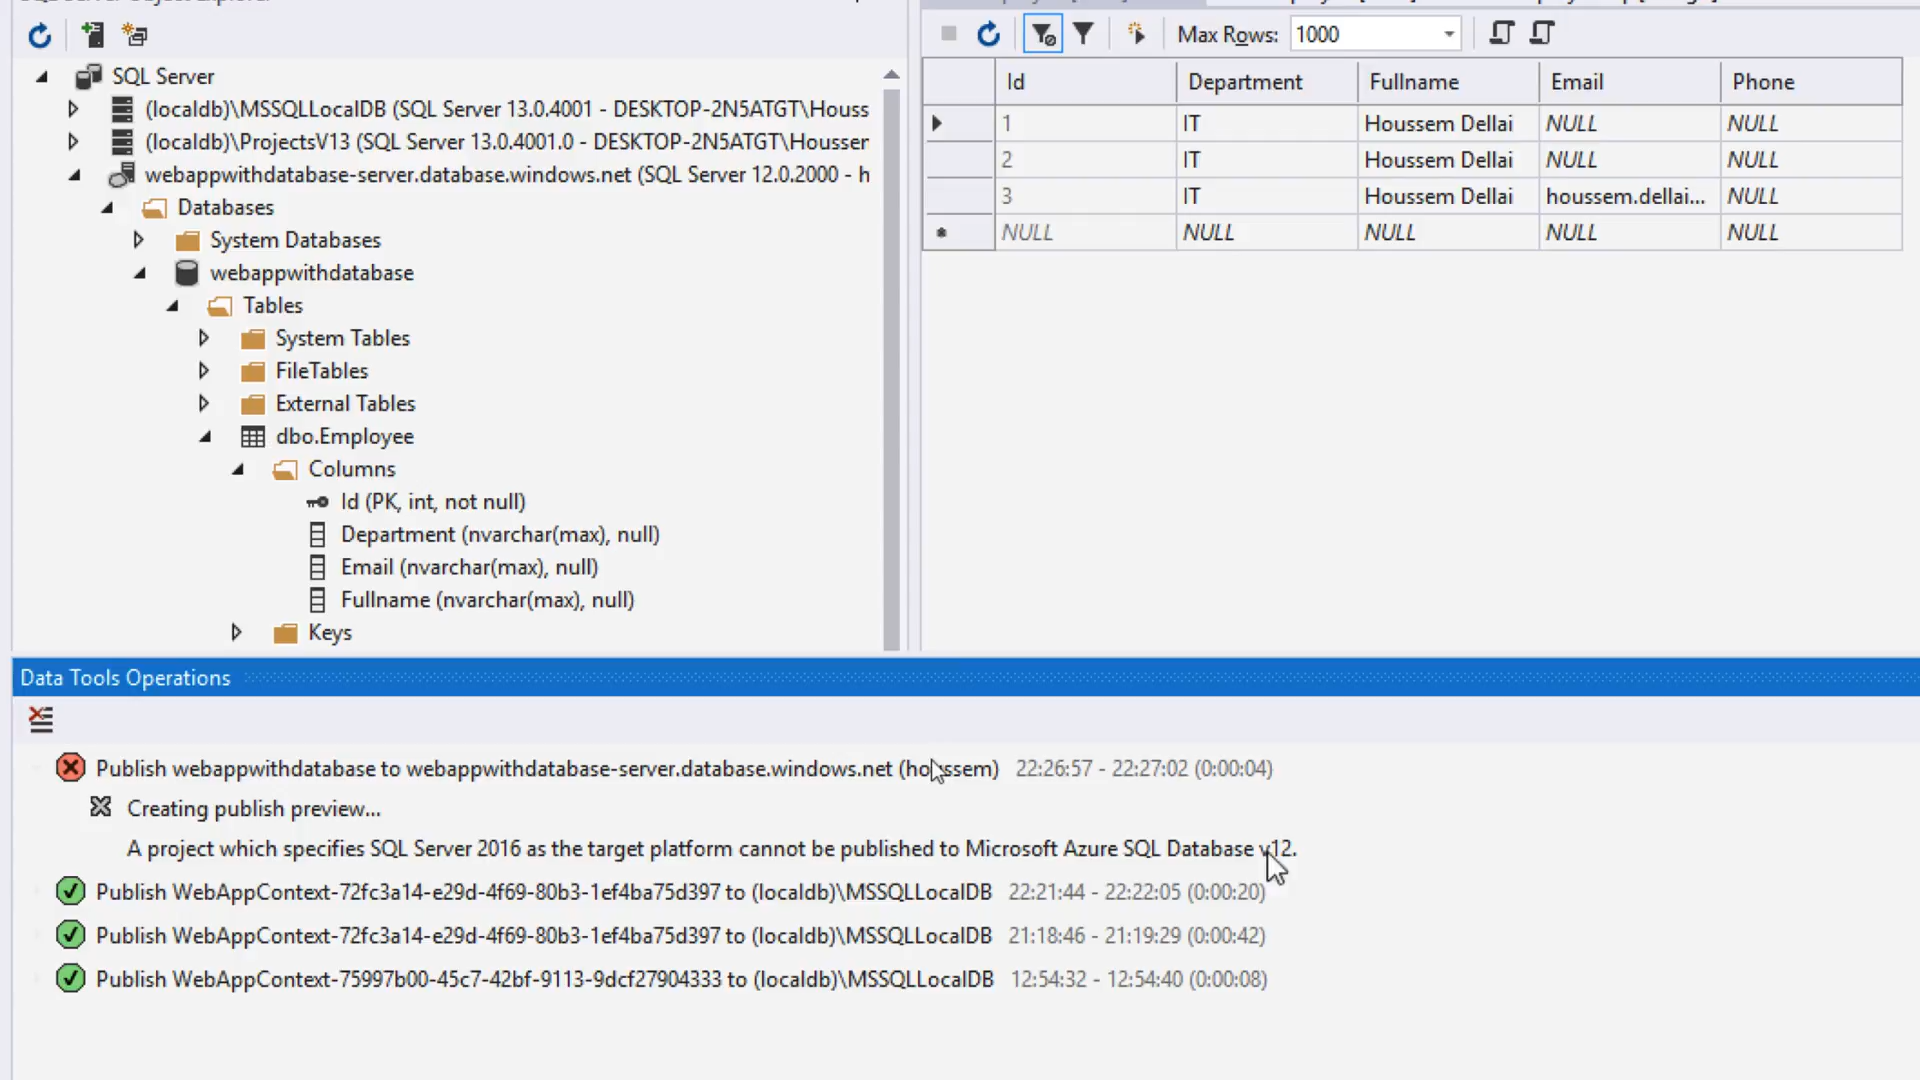 SQL Server
(localdb)\MSSQLLocalDB (SQL Server 13.0.4001 - DESKTOP-2N5ATGT\Houss
(localdb)\ProjectsV13 (SQL Server 13.0.4001.0 - DESKTOP-2N5ATGT\Housser
webappwithdatabase-server.database.windows.net (SQL Server 12.0.2000 - h
Databases
System Databases
webappwithdatabase
Tables
System Tables
FileTables
External Tables
dbo.Employee
Columns
Id (PK, int, not null)
Department (nvarchar(max), null)
Email (nvarchar(max), null)
Fullname (nvarchar(max), null)
Keys
Max Rows: 1000
Id Department Fullname Email Phone
1 IT Houssem Dellai NULL NULL
2 IT Houssem Dellai NULL NULL
3 IT Houssem Dellai houssem.dellai... NULL
NULL NULL NULL NULL NULL
Data Tools Operations
Publish webappwithdatabase to webappwithdatabase-server.database.windows.net (houssem) 22:26:57 - 22:27:02 (0:00:04)
Creating publish preview...
A project which specifies SQL Server 2016 as the target platform cannot be published to Microsoft Azure SQL Database v12.
Publish WebAppContext-72fc3a14-e29d-4f69-80b3-1ef4ba75d397 to (localdb)\MSSQLLocalDB 22:21:44 - 22:22:05 (0:00:20)
Publish WebAppContext-72fc3a14-e29d-4f69-80b3-1ef4ba75d397 to (localdb)\MSSQLLocalDB 21:18:46 - 21:19:29 (0:00:42)
Publish WebAppContext-75997b00-45c7-42bf-9113-9dcf27904333 to (localdb)\MSSQLLocalDB 12:54:32 - 12:54:40 (0:00:08)